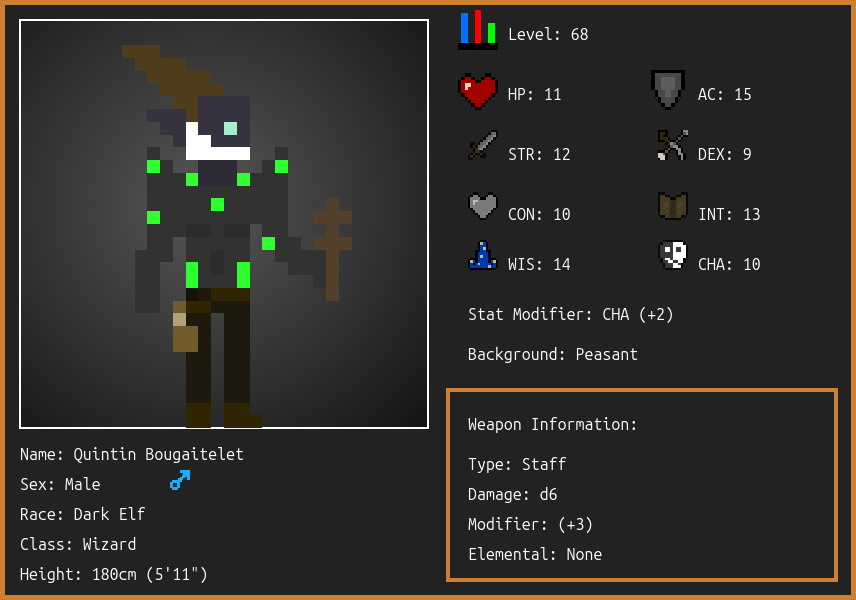 Level: 68
HP: 11
AC: 15
STR: 12
DEX: 9
CON: 10
INT: 13
WIS: 14
CHA: 10
Stat Modifier: CHA (+2)
Background: Peasant
Weapon Information:
Type: Staff
Damage: d6
Modifier: (+3)
Elemental: None
Name: Quintin Bougaitelet
Sex: Male
Race: Dark Elf
Class: Wizard
Height: 180cm (5'11")